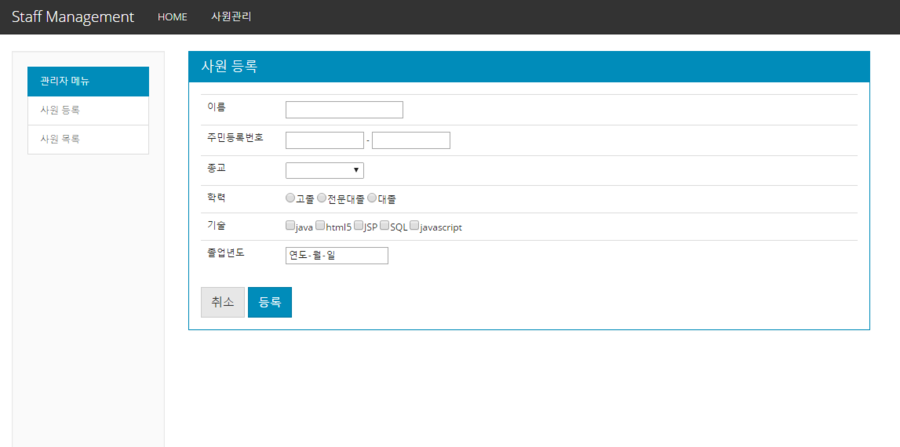 Staff Management HOME 사원관리
관리자 메뉴
사원 등록
사원 목록
사원 등록
이름
주민등록번호 -
종교
학력 고졸 전문대졸 대졸
기술 java html5 JSP SQL javascript
졸업년도 연도-월-일
취소 등록